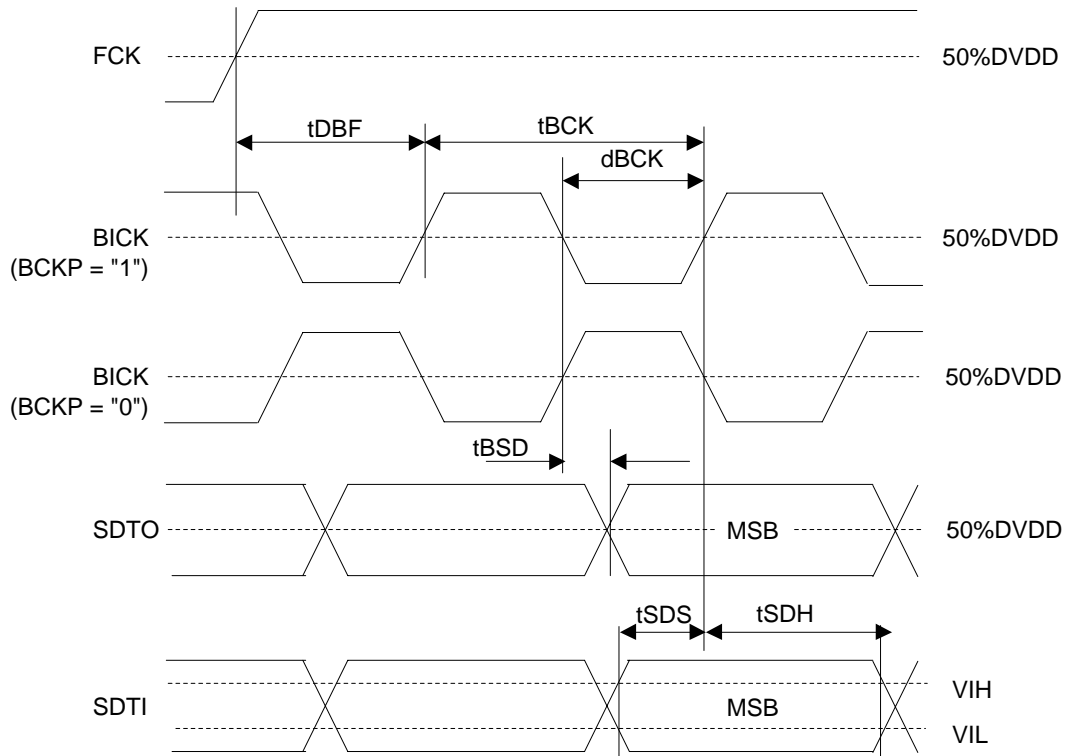 FCK
50%DVDD
tDBF
tBCK
dBCK
BICK
(BCKP = "1")
50%DVDD
BICK
(BCKP = "0")
50%DVDD
tBSD
SDTO
MSB
50%DVDD
tSDS
tSDH
SDTI
MSB
VIH
VIL